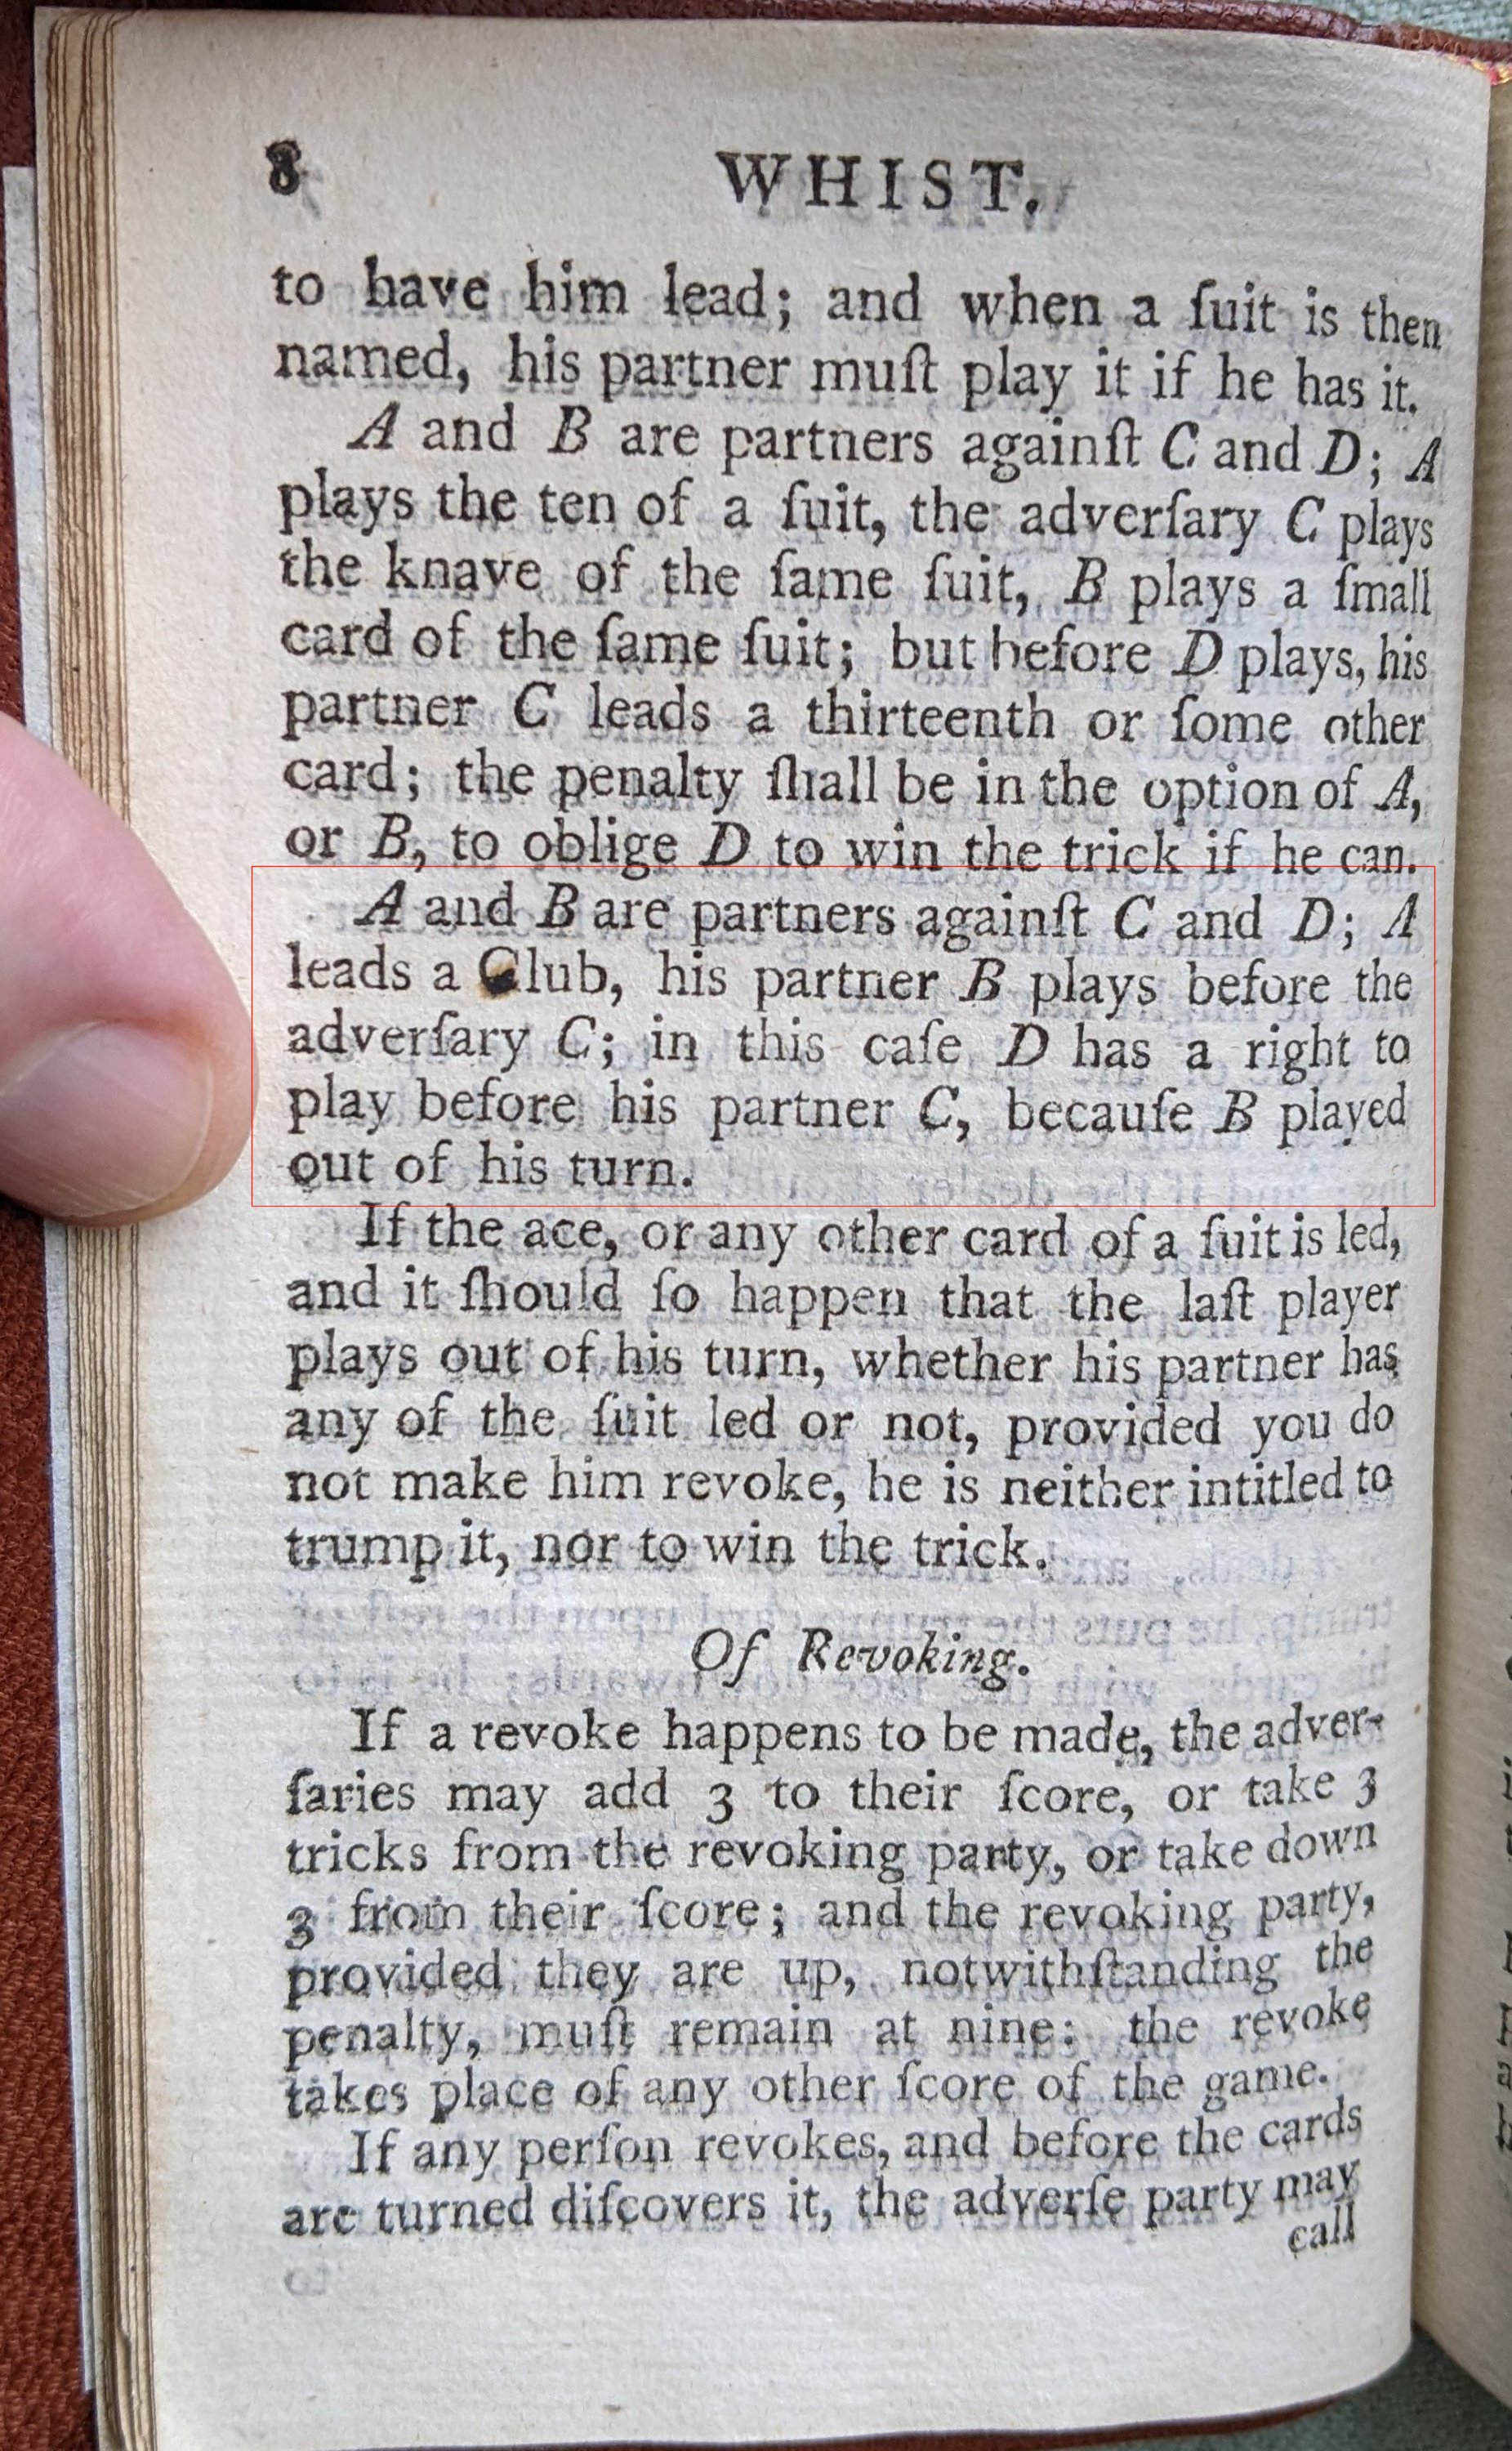 8 WHIST.
to have him lead; and when a ſuit is then
named, his partner muſt play it if he has it.
A and B are partners againſt C and D; A
plays the ten of a ſuit, the adverſary C plays
the knave of the ſame ſuit, B plays a ſmall
card of the ſame ſuit; but before D plays, his
partner C leads a thirteenth or ſome other
card; the penalty ſhall be in the option of A,
or B, to oblige D to win the trick if he can.
A and B are partners againſt C and D; A
leads a Club, his partner B plays before the
adverſary C; in this caſe D has a right to
play before his partner C, becauſe B played
out of his turn.
If the ace, or any other card of a ſuit is led,
and it ſhould ſo happen that the laſt player
plays out of his turn, whether his partner has
any of the ſuit led or not, provided you do
not make him revoke, he is neither intitled to
trump it, nor to win the trick.
Of Revoking.
If a revoke happens to be made, the adver-
ſaries may add 3 to their ſcore, or take 3
tricks from the revoking party, or take down
3 from their ſcore; and the revoking party,
provided they are up, notwithſtanding the
penalty, muſt remain at nine: the revoke
takes place of any other ſcore of the game.
If any perſon revokes, and before the cards
are turned diſcovers it, the adverſe party may
call